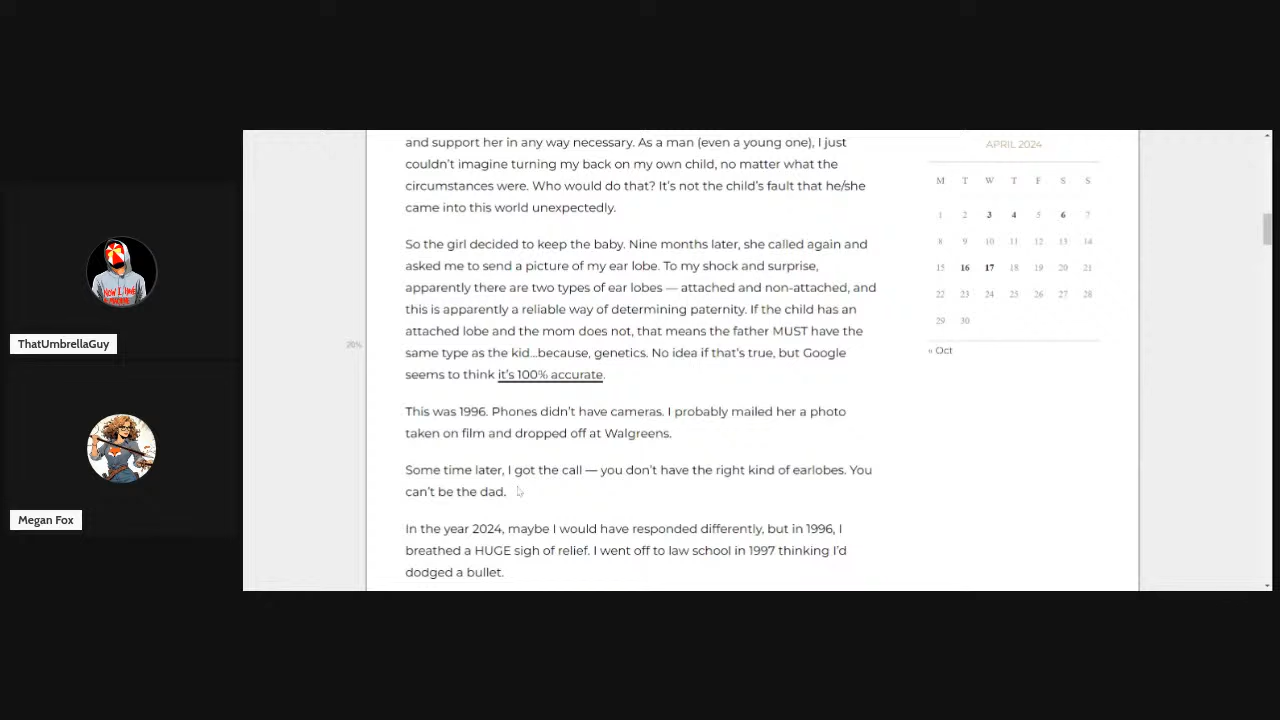 and support her in any way necessary. As a man (even a young one), I just
couldn't imagine turning my back on my own child, no matter what the
circumstances were. Who would do that? It's not the child's fault that he/she
came into this world unexpectedly.
So the girl decided to keep the baby. Nine months later, she called again and
asked me to send a picture of my ear lobe. To my shock and surprise,
apparently there are two types of ear lobes — attached and non-attached, and
this is apparently a reliable way of determining paternity. If the child has an
attached lobe and the mom does not, that means the father MUST have the
same type as the kid...because, genetics. No idea if that's true, but Google
seems to think it's 100% accurate.
This was 1996. Phones didn't have cameras. I probably mailed her a photo
taken on film and dropped off at Walgreens.
Some time later, I got the call — you don't have the right kind of earlobes. You
can't be the dad.
In the year 2024, maybe I would have responded differently, but in 1996, I
breathed a HUGE sigh of relief. I went off to law school in 1997 thinking I'd
dodged a bullet.
20%
APRIL 2024
M T W T F S S
1 2 3 4 5 6 7
8 9 10 11 12 13 14
15 16 17 18 19 20 21
22 23 24 25 26 27 28
29 30
« Oct
ThatUmbrellaGuy
Megan Fox